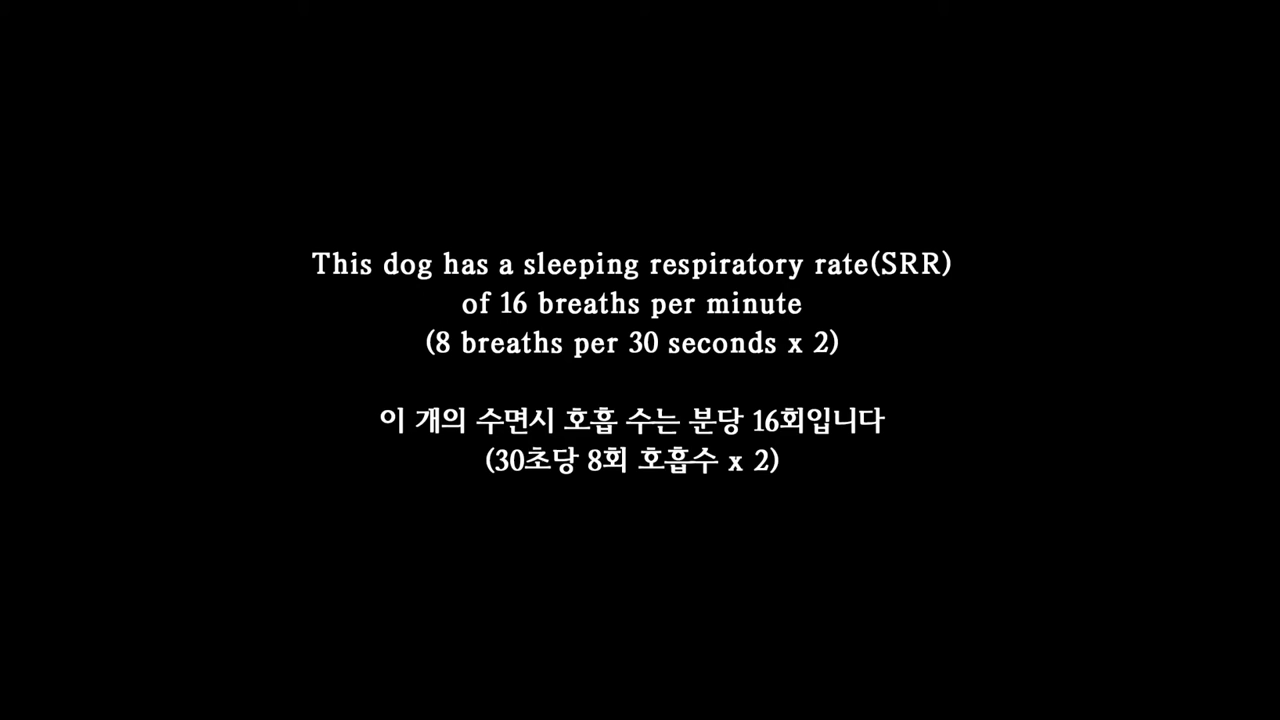 This dog has a sleeping respiratory rate(SRR)
of 16 breaths per minute
(8 breaths per 30 seconds x 2)
이 개의 수면시 호흡 수는 분당 16회입니다
(30초당 8회 호흡수 x 2)